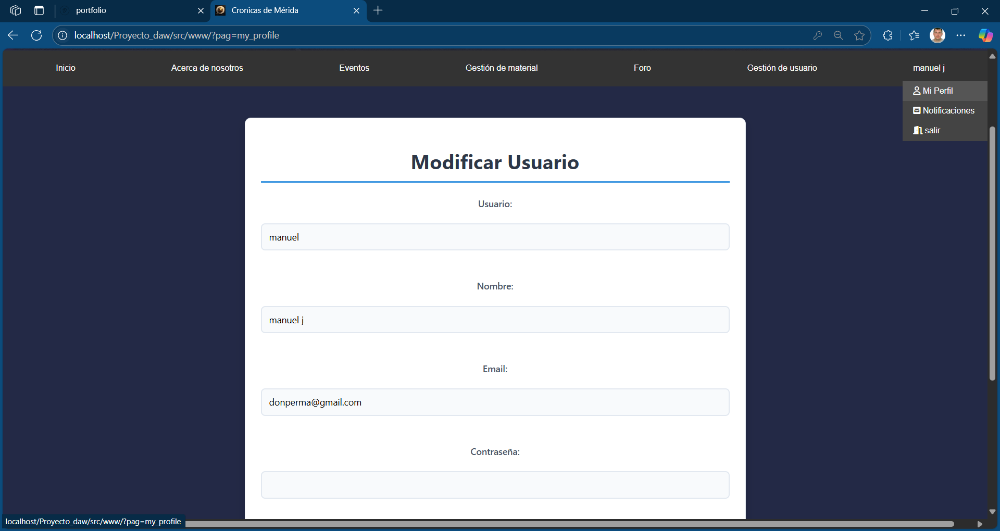 portfolio
Cronicas de Mérida
localhost/Proyecto_daw/src/www/?pag=my_profile
Inicio
Acerca de nosotros
Eventos
Gestión de material
Foro
Gestión de usuario
manuel j
Mi Perfil
Notificaciones
salir
Modificar Usuario
Usuario:
manuel
Nombre:
manuel j
Email:
donperma@gmail.com
Contraseña:
localhost/Proyecto_daw/src/www/?pag=my_profile